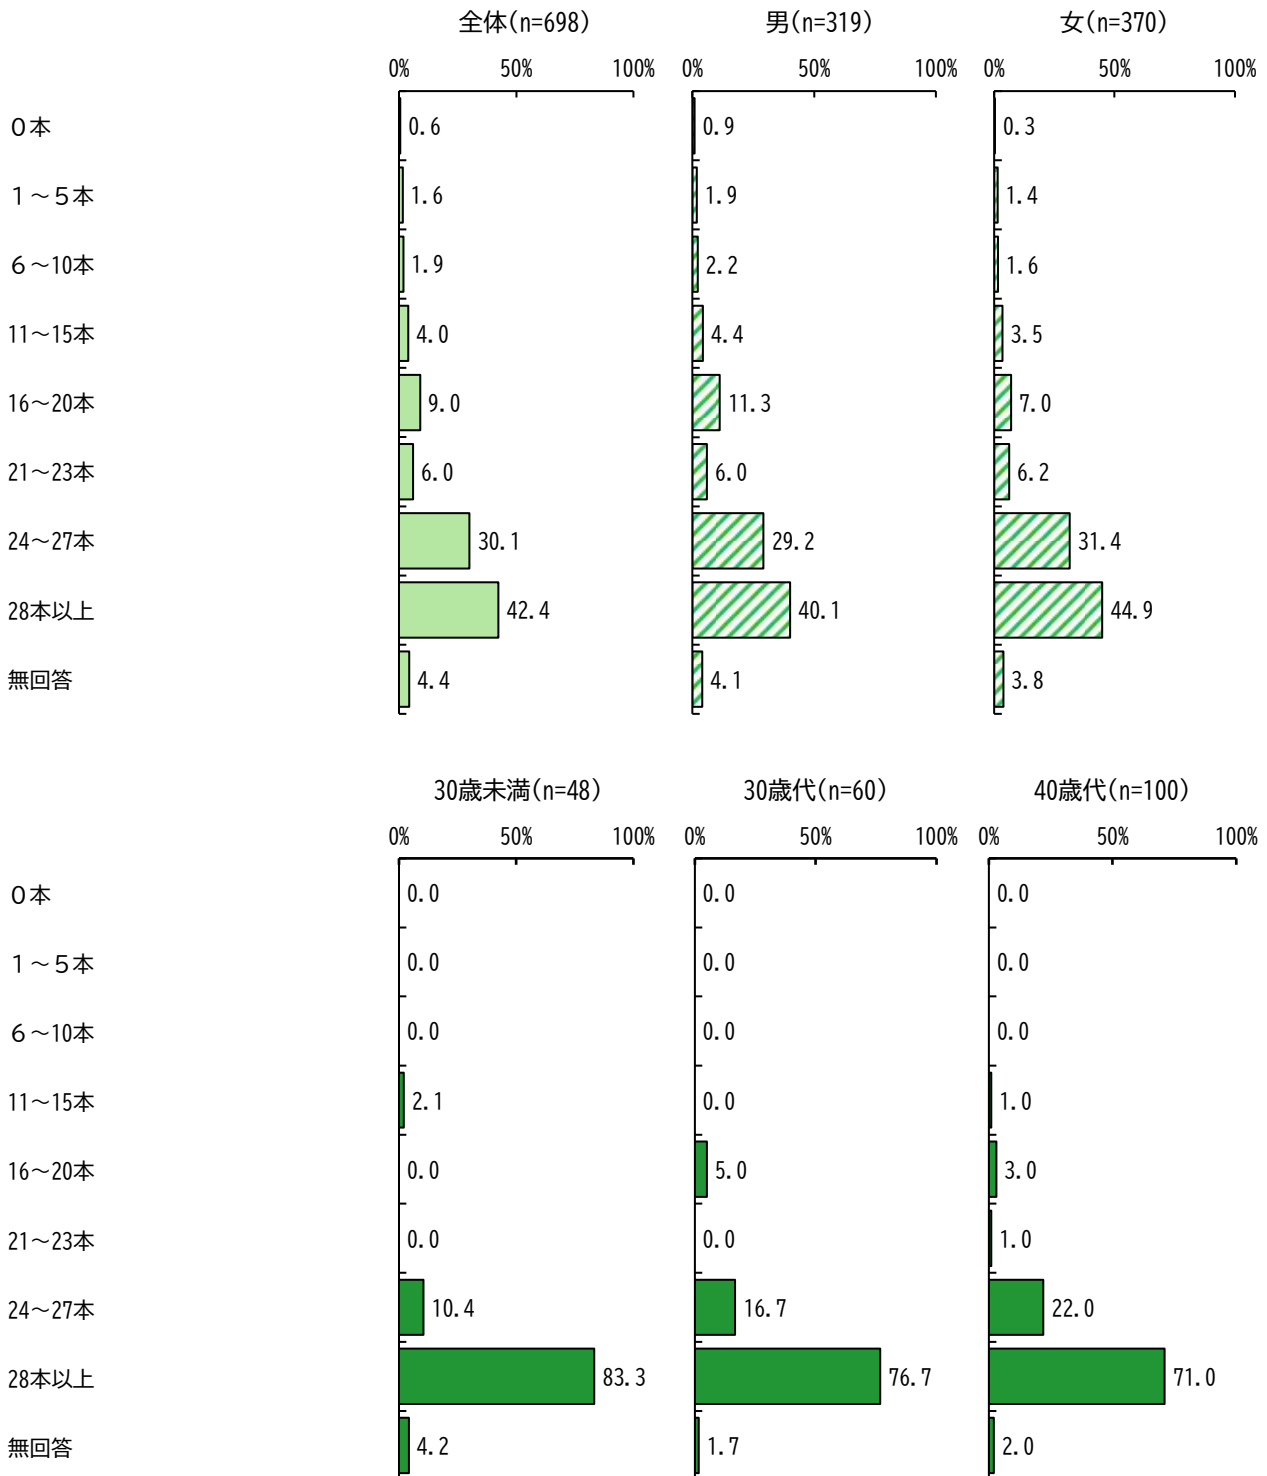 全体(n=698) 男(n=319) 女(n=370)
0% 50% 100% 0% 50% 100% 0% 50% 100%
０本 0.6 0.9 0.3
１～５本 1.6 1.9 1.4
６～10本 1.9 2.2 1.6
11～15本 4.0 4.4 3.5
16～20本 9.0 11.3 7.0
21～23本 6.0 6.0 6.2
24～27本 30.1 29.2 31.4
28本以上 42.4 40.1 44.9
無回答 4.4 4.1 3.8
30歳未満(n=48) 30歳代(n=60) 40歳代(n=100)
0% 50% 100% 0% 50% 100% 0% 50% 100%
０本 0.0 0.0 0.0
１～５本 0.0 0.0 0.0
６～10本 0.0 0.0 0.0
11～15本 2.1 0.0 1.0
16～20本 0.0 5.0 3.0
21～23本 0.0 0.0 1.0
24～27本 10.4 16.7 22.0
28本以上 83.3 76.7 71.0
無回答 4.2 1.7 2.0